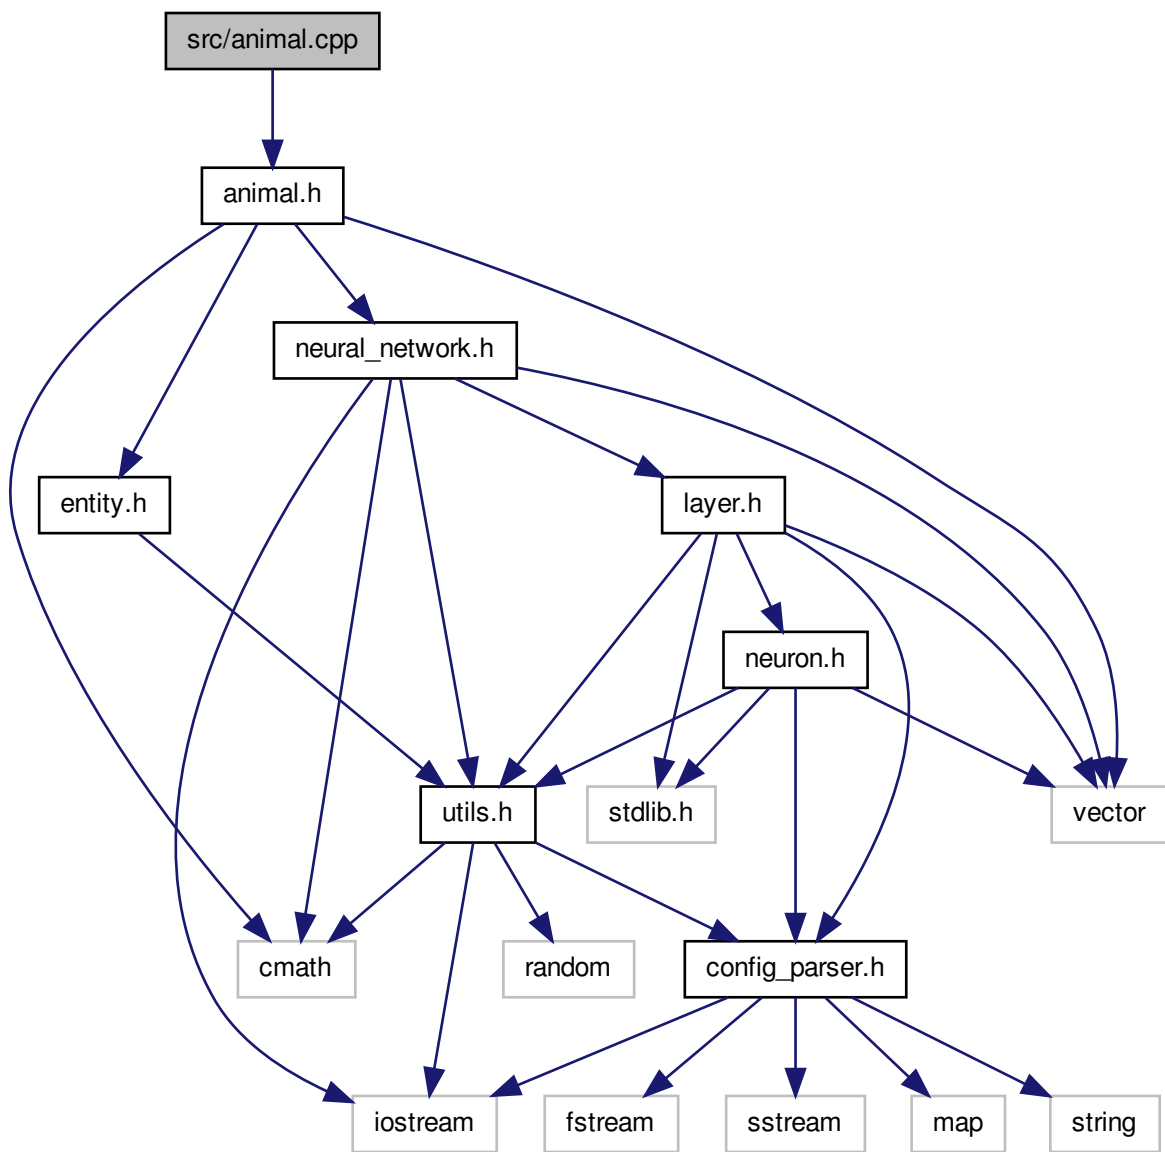 src/animal.cpp
animal.h
neural_network.h
entity.h
layer.h
neuron.h
utils.h
stdlib.h
vector
cmath
random
config_parser.h
iostream
fstream
sstream
map
string